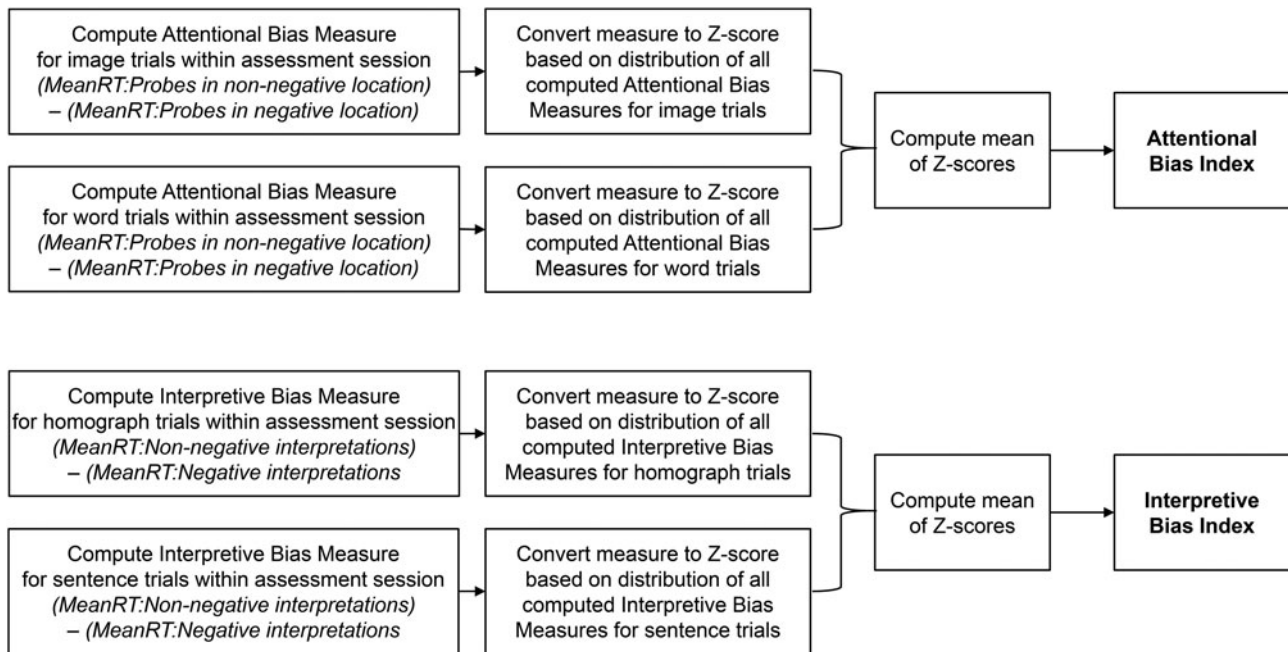 Compute Attentional Bias Measure
for image trials within assessment session
(MeanRT:Probes in non-negative location)
– (MeanRT:Probes in negative location)
Convert measure to Z-score
based on distribution of all
computed Attentional Bias
Measures for image trials
Compute Attentional Bias Measure
for word trials within assessment session
(MeanRT:Probes in non-negative location)
– (MeanRT:Probes in negative location)
Convert measure to Z-score
based on distribution of all
computed Attentional Bias
Measures for word trials
Compute mean
of Z-scores
Attentional
Bias Index
Compute Interpretive Bias Measure
for homograph trials within assessment session
(MeanRT:Non-negative interpretations)
– (MeanRT:Negative interpretations
Convert measure to Z-score
based on distribution of all
computed Interpretive Bias
Measures for homograph trials
Compute Interpretive Bias Measure
for sentence trials within assessment session
(MeanRT:Non-negative interpretations)
– (MeanRT:Negative interpretations
Convert measure to Z-score
based on distribution of all
computed Interpretive Bias
Measures for sentence trials
Compute mean
of Z-scores
Interpretive
Bias Index